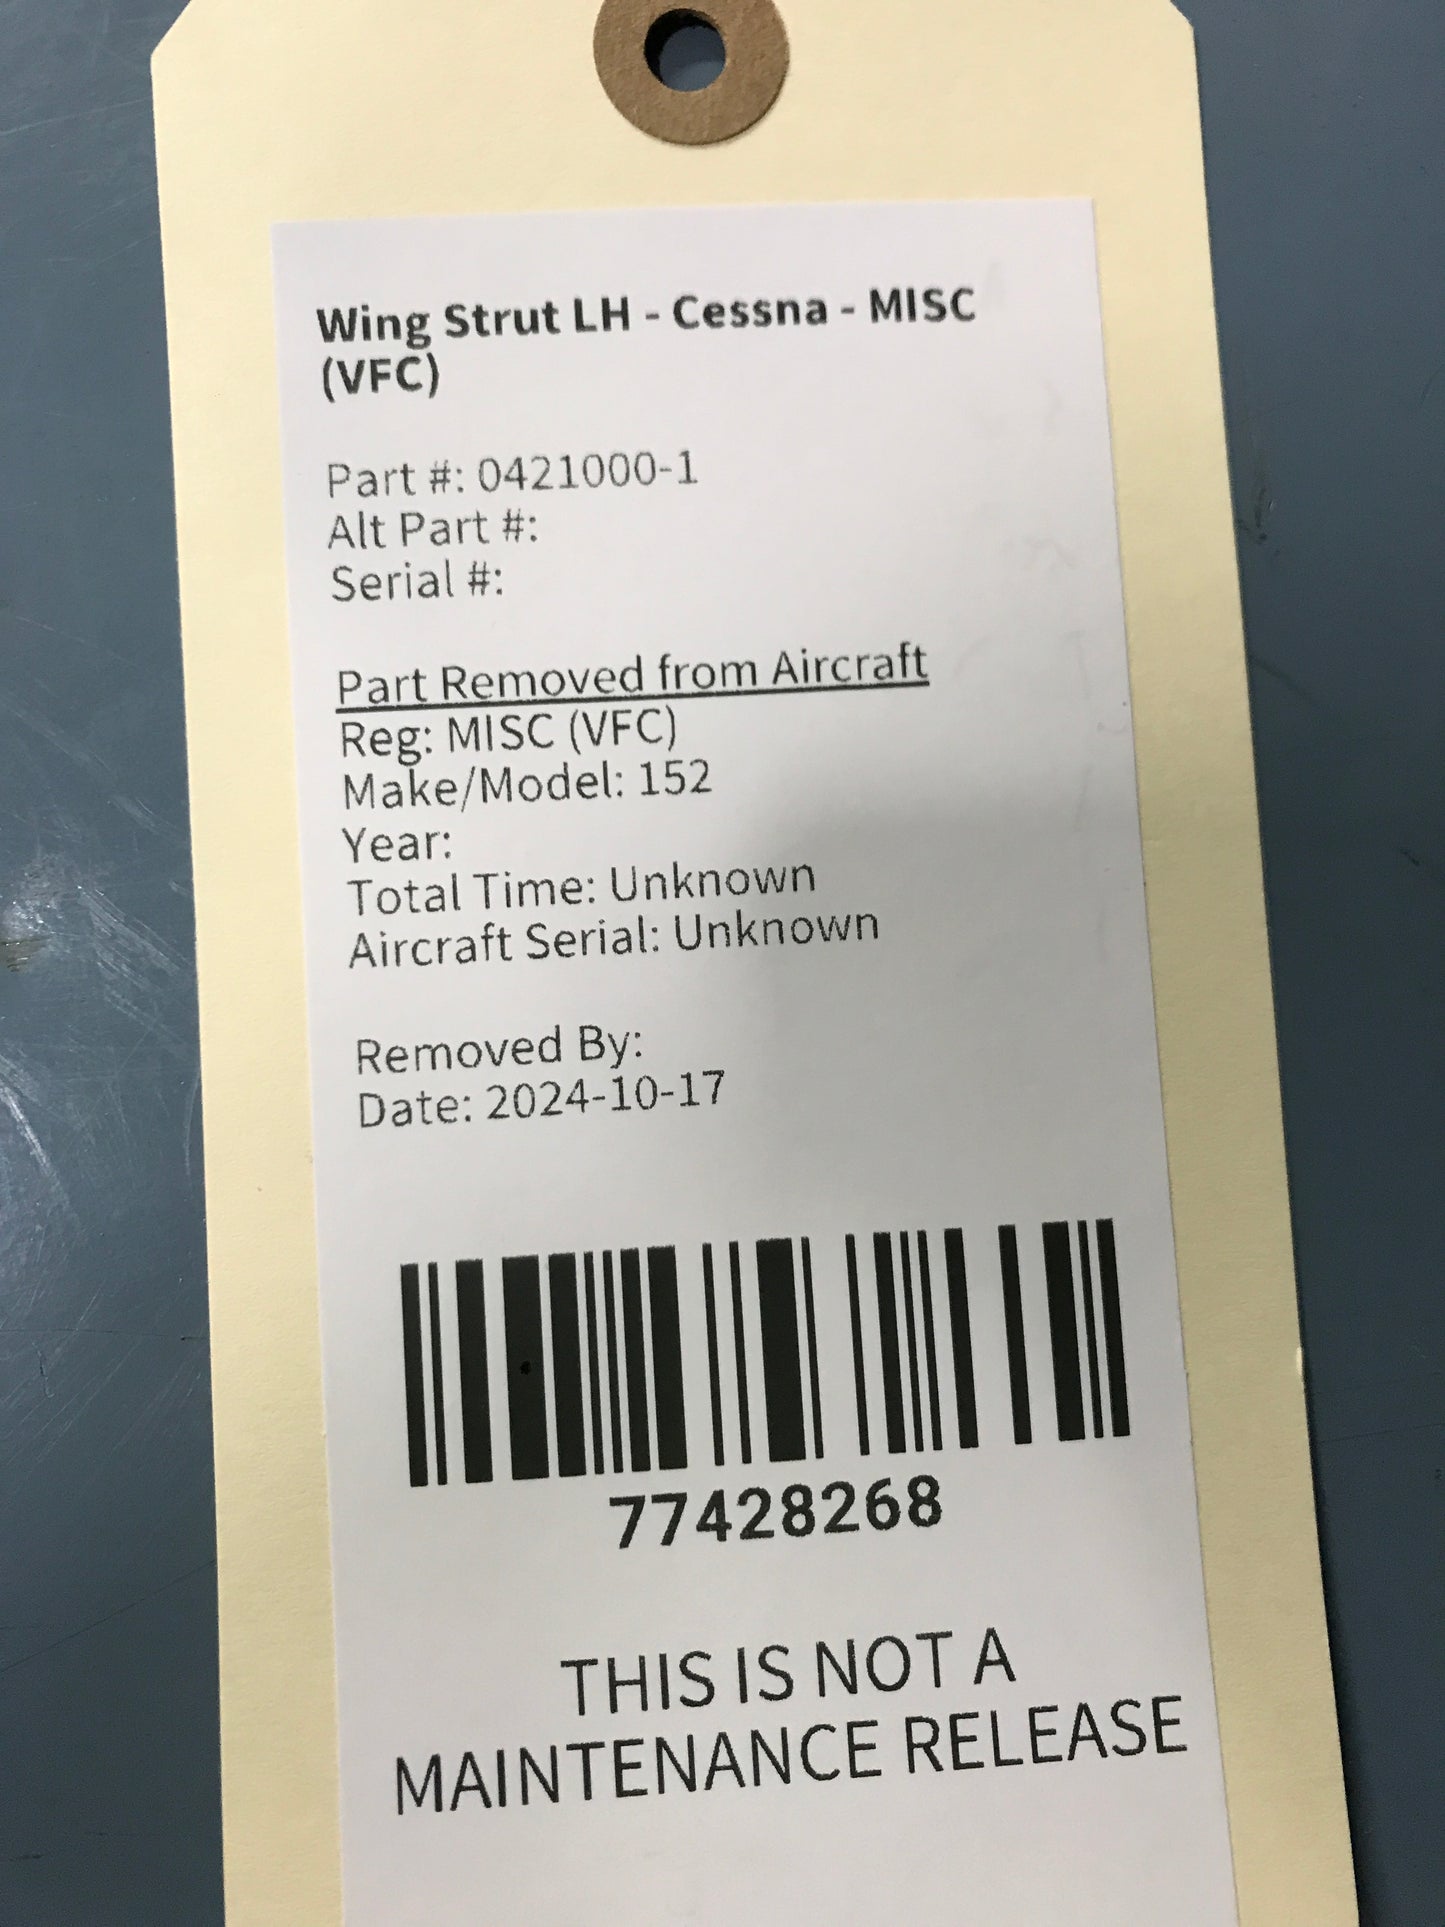 Wing Strut LH - Cessna - MISC
(VFC)
Part #: 0421000-1
Alt Part #:
Serial #:
Part Removed from Aircraft
Reg: MISC (VFC)
Make/Model: 152
Year:
Total Time: Unknown
Aircraft Serial: Unknown
Removed By:
Date: 2024-10-17
77428268
THIS IS NOT A
MAINTENANCE RELEASE